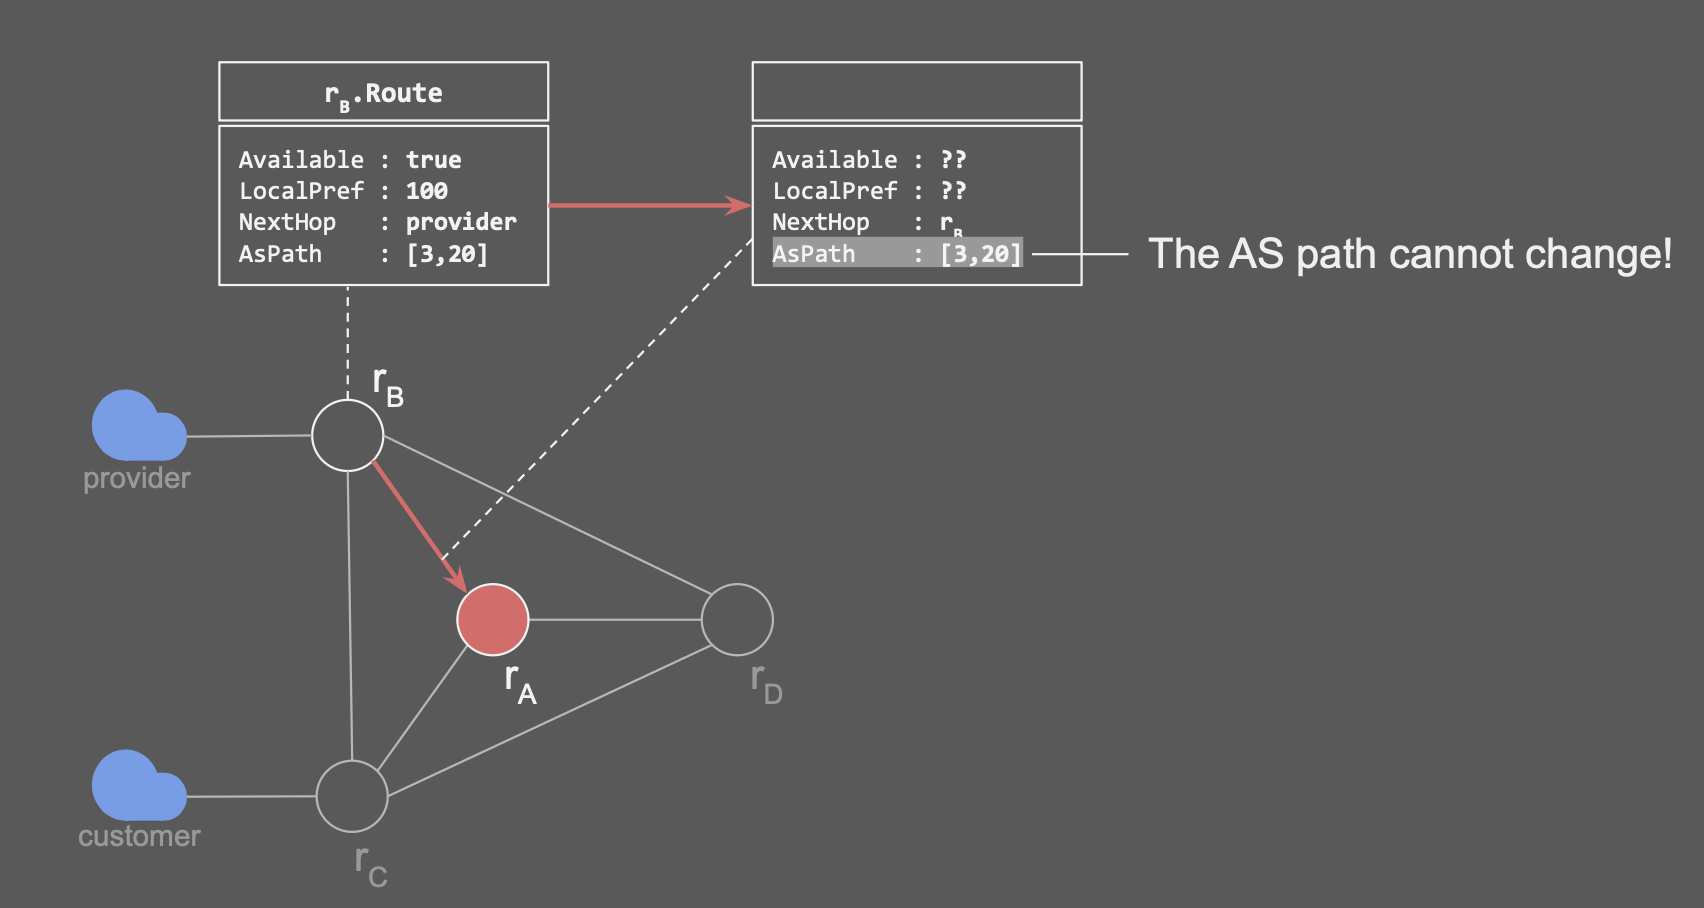 r_B.Route
Available : true
LocalPref : 100
NextHop : provider
AsPath : [3,20]
Available : ??
LocalPref : ??
NextHop : r_B
AsPath : [3,20]
The AS path cannot change!
r_B
provider
r_A
r_D
customer
r_C